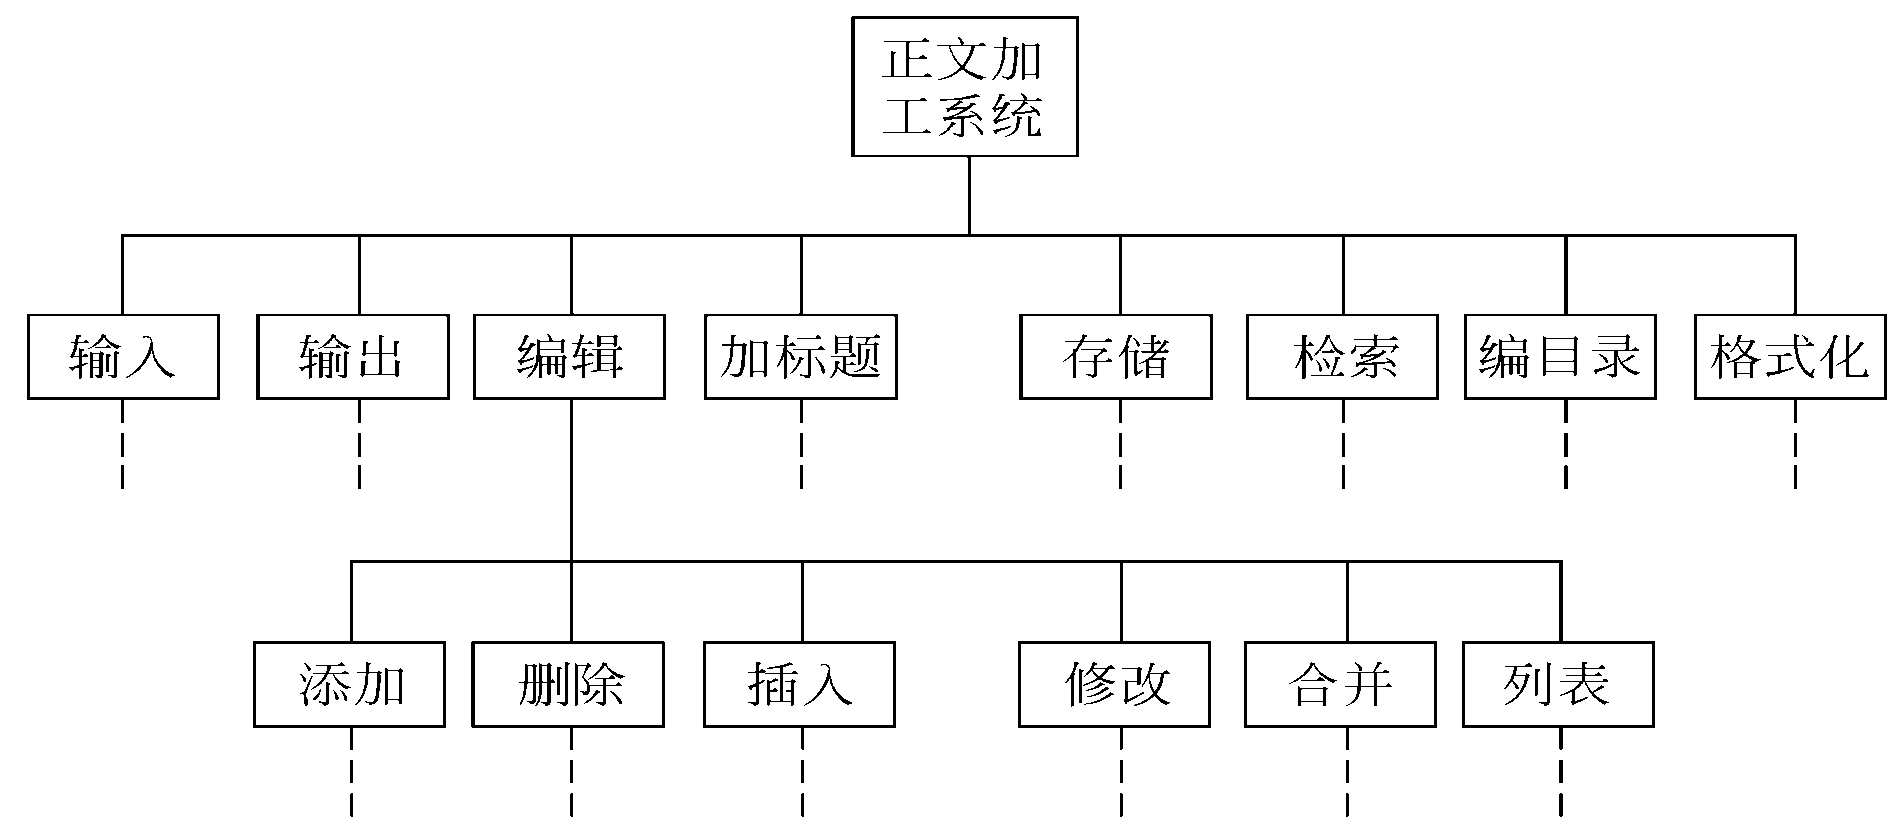 正文加
工系统
输入
输出
编辑
加标题
存储
检索
编目录
格式化
添加
删除
插入
修改
合并
列表